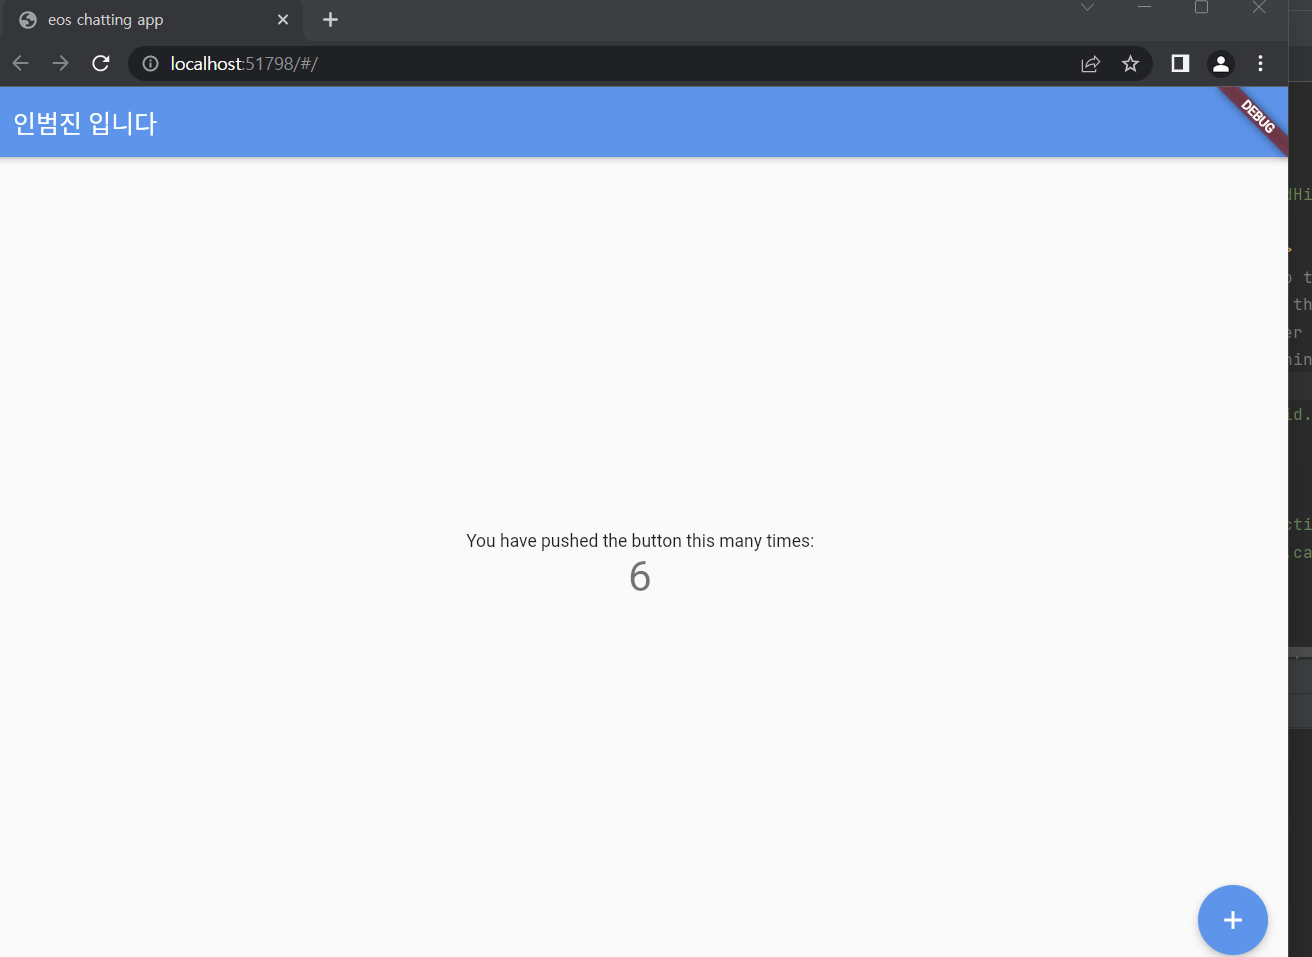 eos chatting app
localhost:51798/#/
인범진 입니다
DEBUG
You have pushed the button this many times:
6